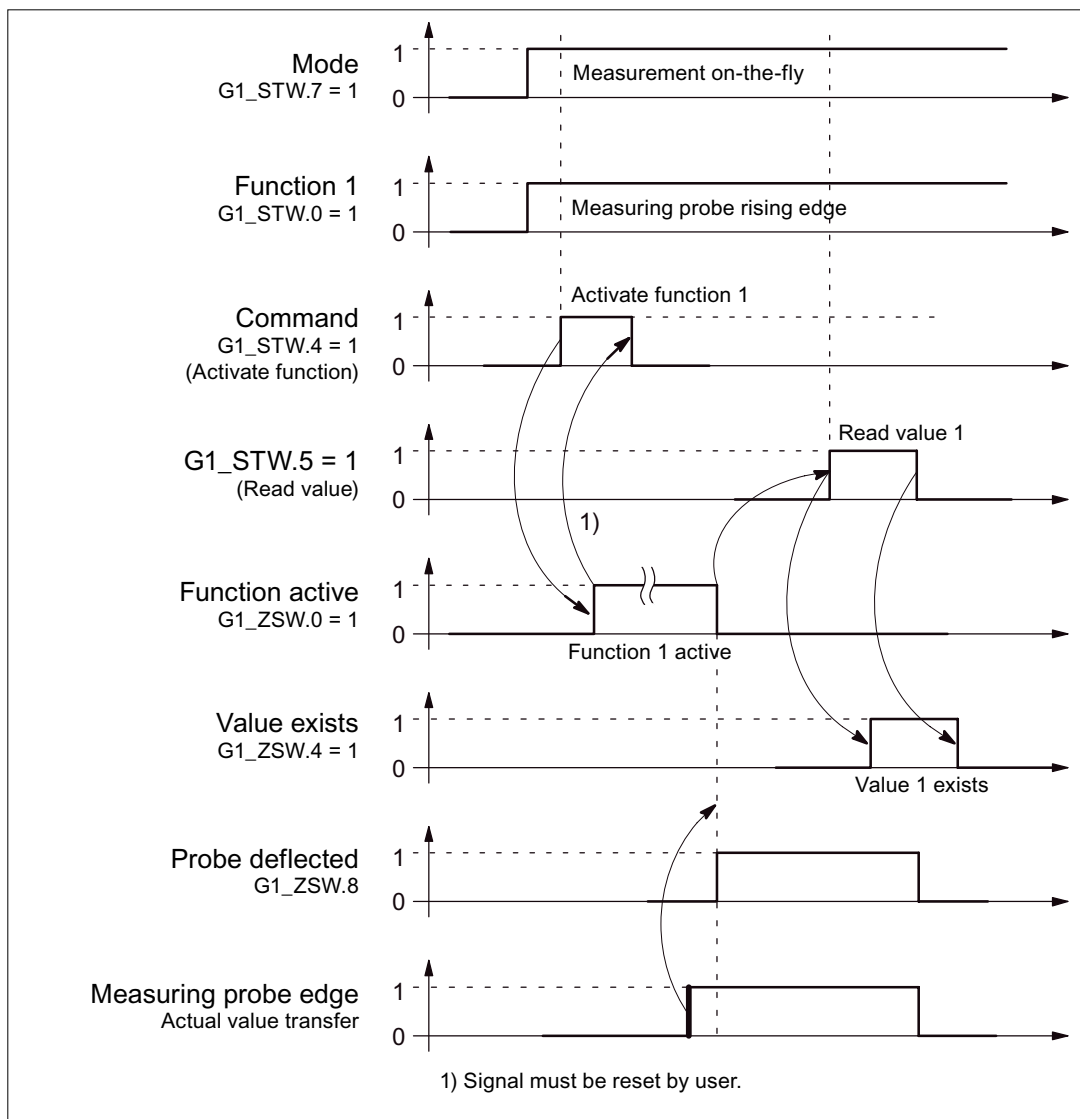 Mode
G1_STW.7 = 1
1
0
Measurement on-the-fly
Function 1
G1_STW.0 = 1
1
0
Measuring probe rising edge
Command
G1_STW.4 = 1
(Activate function)
1
0
Activate function 1
G1_STW.5 = 1
(Read value)
1
0
Read value 1
1)
Function active
G1_ZSW.0 = 1
1
0
Function 1 active
Value exists
G1_ZSW.4 = 1
1
0
Value 1 exists
Probe deflected
G1_ZSW.8
1
0
Measuring probe edge
Actual value transfer
1
0
1) Signal must be reset by user.